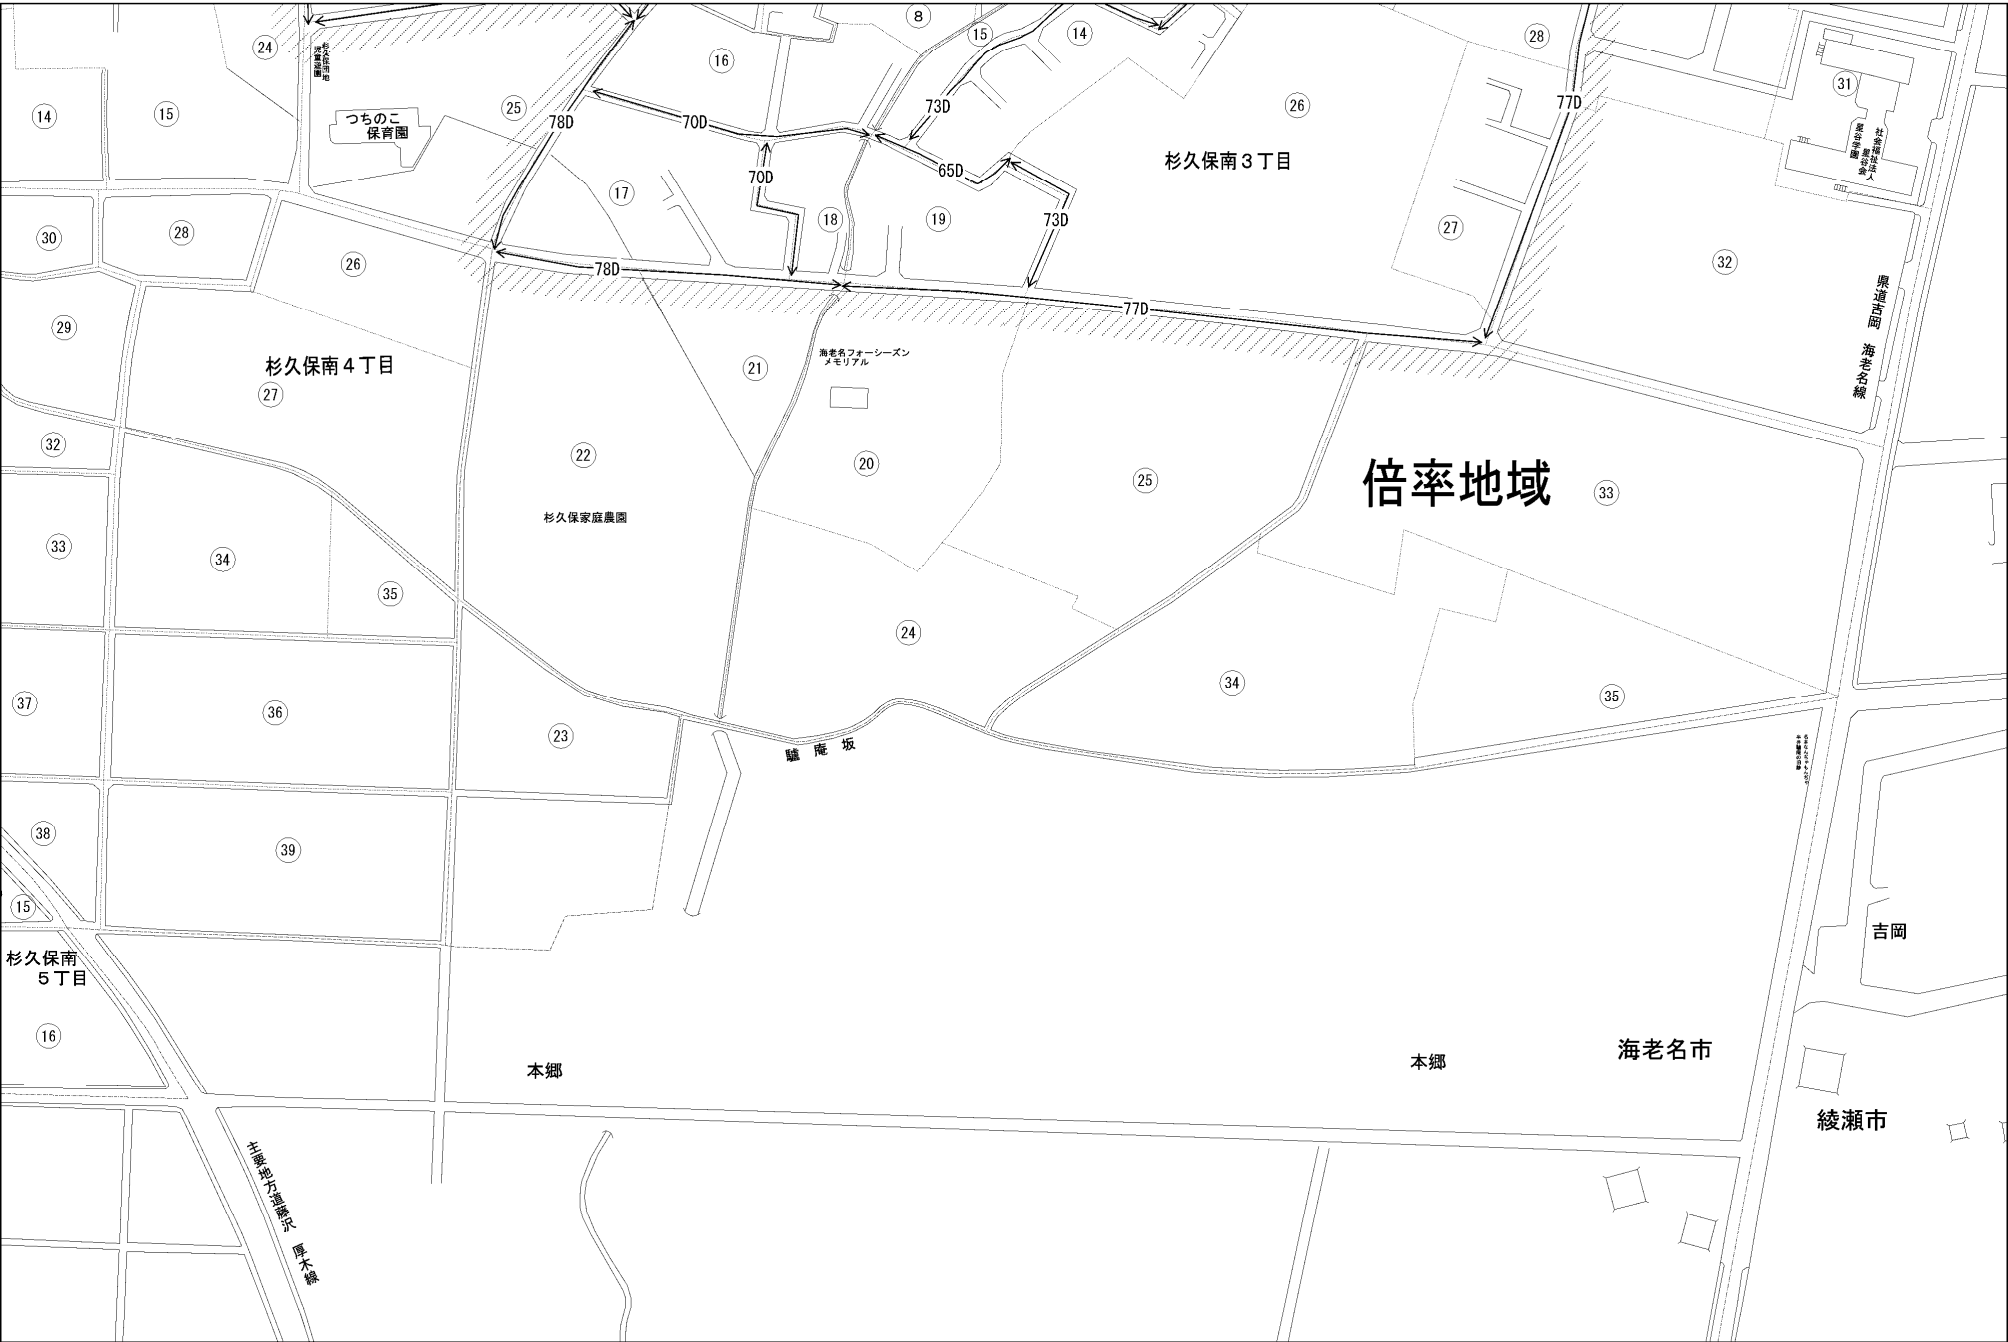 8
24
杉久保団地
児童遊園
16
15
14
28
31
14
15
つちのこ
保育園
25
78D
70D
73D
26
77D
社会福祉法人
星谷会
星谷学園
杉久保南3丁目
70D
65D
17
18
19
73D
27
30
28
26
32
78D
77D
県道吉岡 海老名線
29
杉久保南4丁目
27
21
海老名フォーシーズン
メモリアル
32
22
20
25
倍率地域
33
杉久保家庭農園
33
34
35
24
34
35
37
36
23
驢庵坂
38
39
15
吉岡
杉久保南
5丁目
16
本郷
本郷
海老名市
綾瀬市
主要地方道藤沢 厚木線